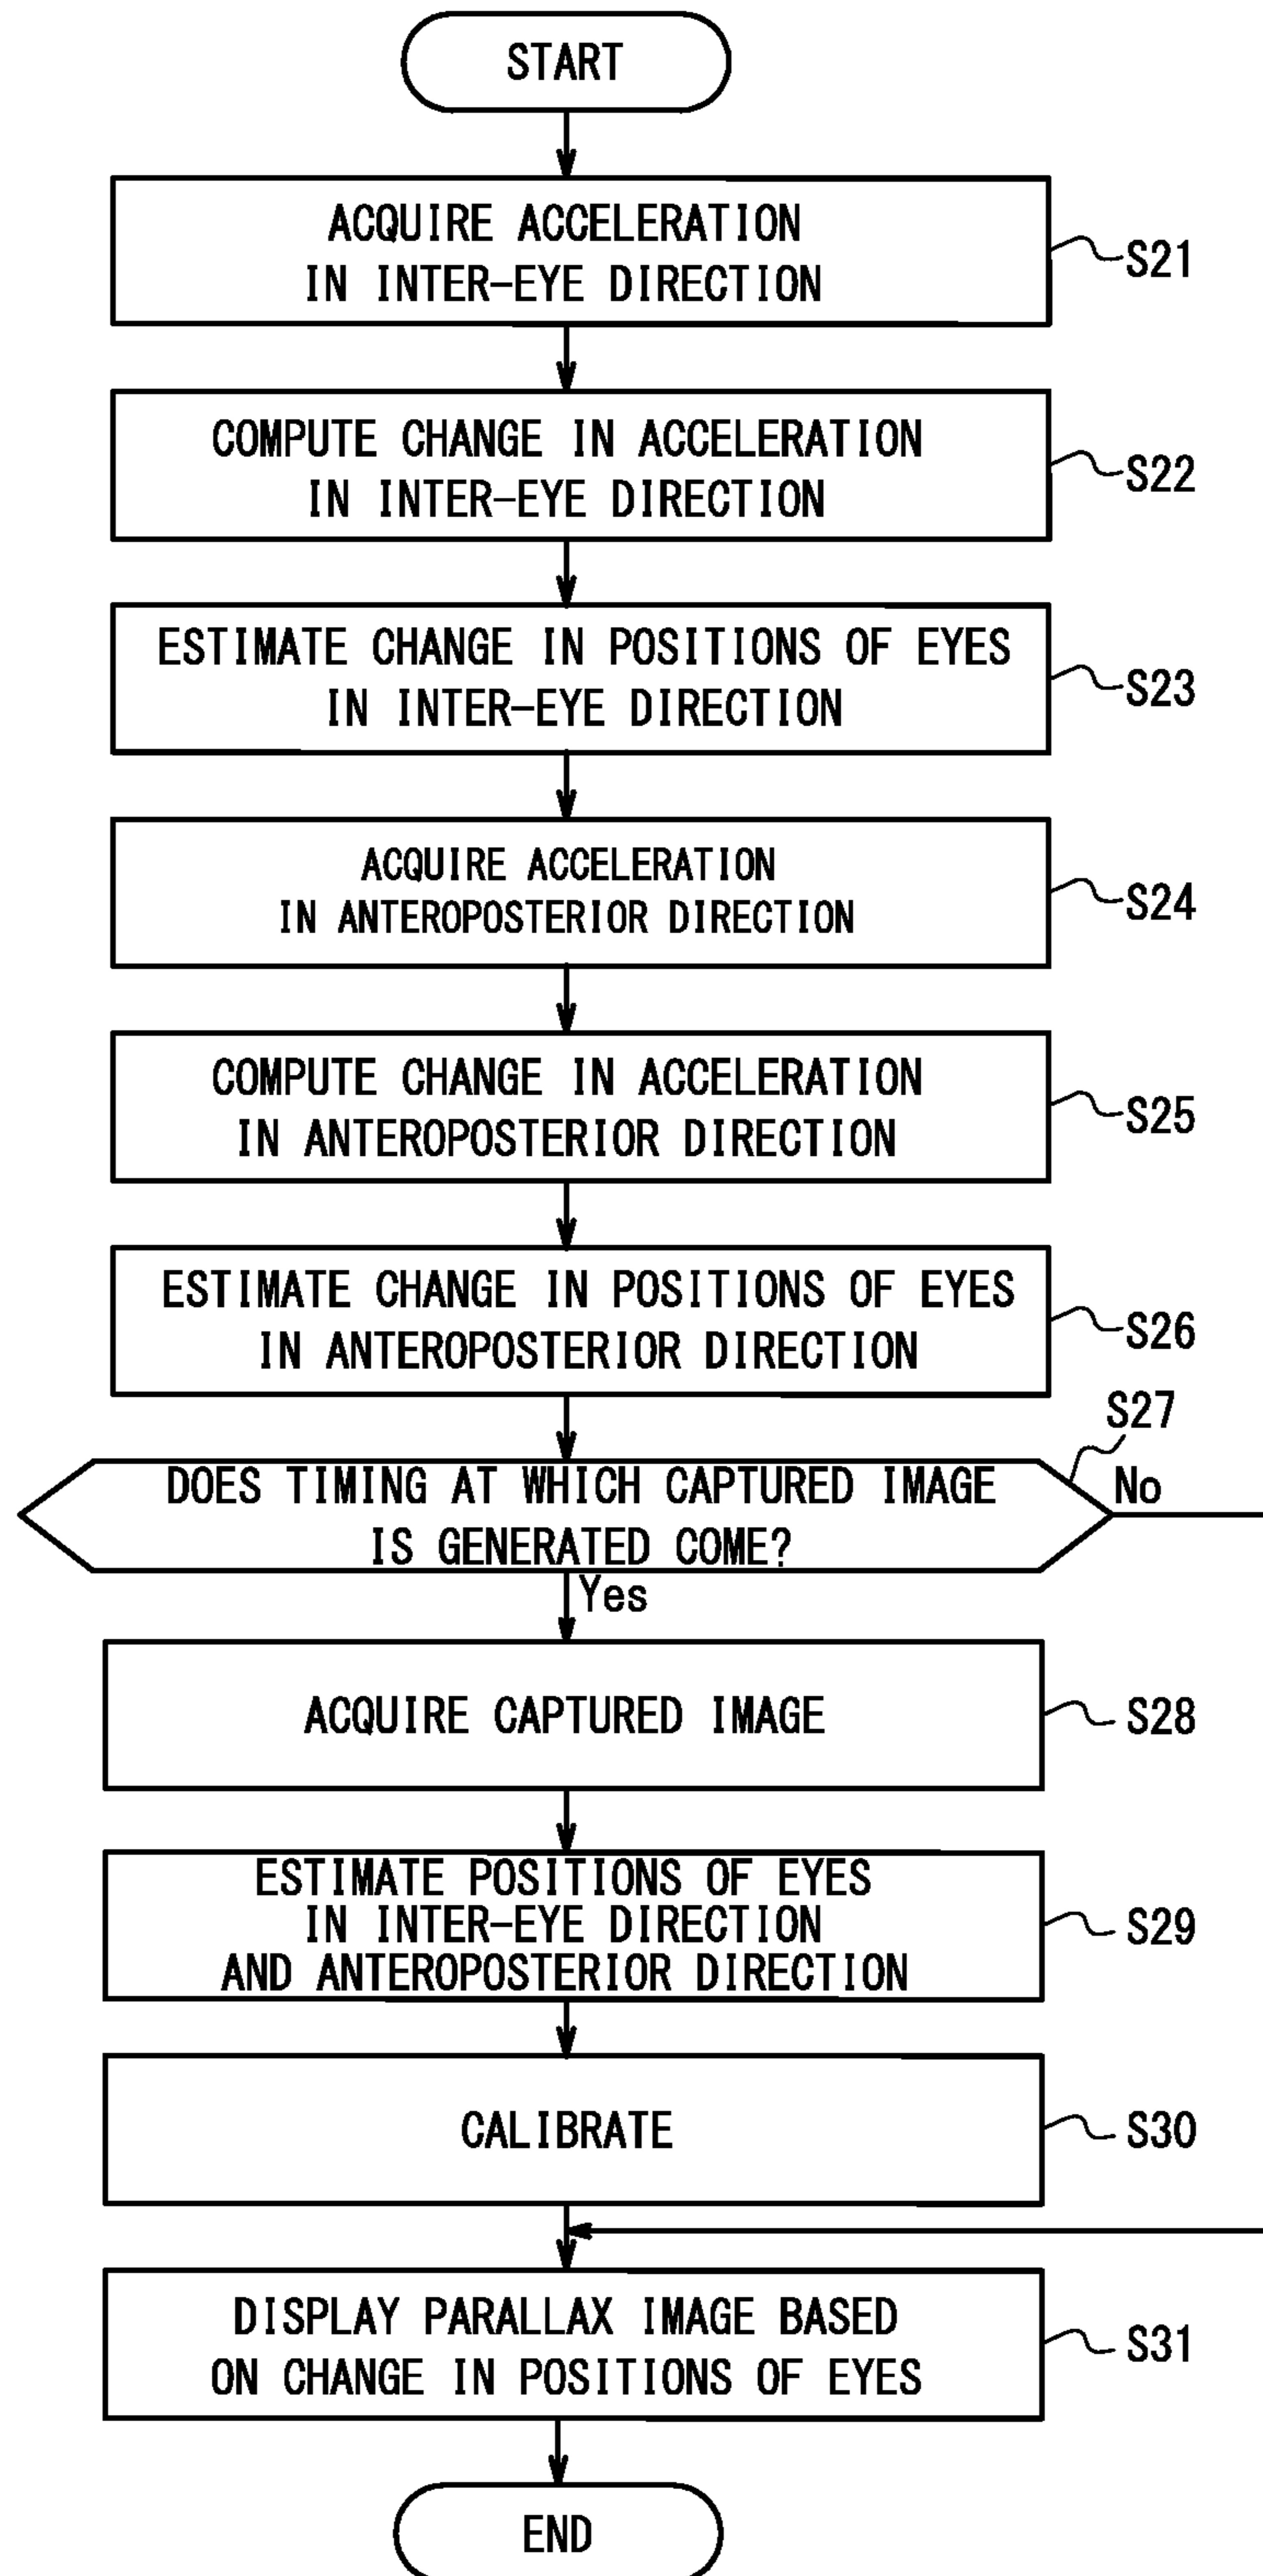 START
ACQUIRE ACCELERATION
IN INTER-EYE DIRECTION
S21
COMPUTE CHANGE IN ACCELERATION
IN INTER-EYE DIRECTION
S22
ESTIMATE CHANGE IN POSITIONS OF EYES
IN INTER-EYE DIRECTION
S23
ACQUIRE ACCELERATION
IN ANTEROPOSTERIOR DIRECTION
S24
COMPUTE CHANGE IN ACCELERATION
IN ANTEROPOSTERIOR DIRECTION
S25
ESTIMATE CHANGE IN POSITIONS OF EYES
IN ANTEROPOSTERIOR DIRECTION
S26
S27
DOES TIMING AT WHICH CAPTURED IMAGE
IS GENERATED COME?
No
Yes
ACQUIRE CAPTURED IMAGE
S28
ESTIMATE POSITIONS OF EYES
IN INTER-EYE DIRECTION
AND ANTEROPOSTERIOR DIRECTION
S29
CALIBRATE
S30
DISPLAY PARALLAX IMAGE BASED
ON CHANGE IN POSITIONS OF EYES
S31
END